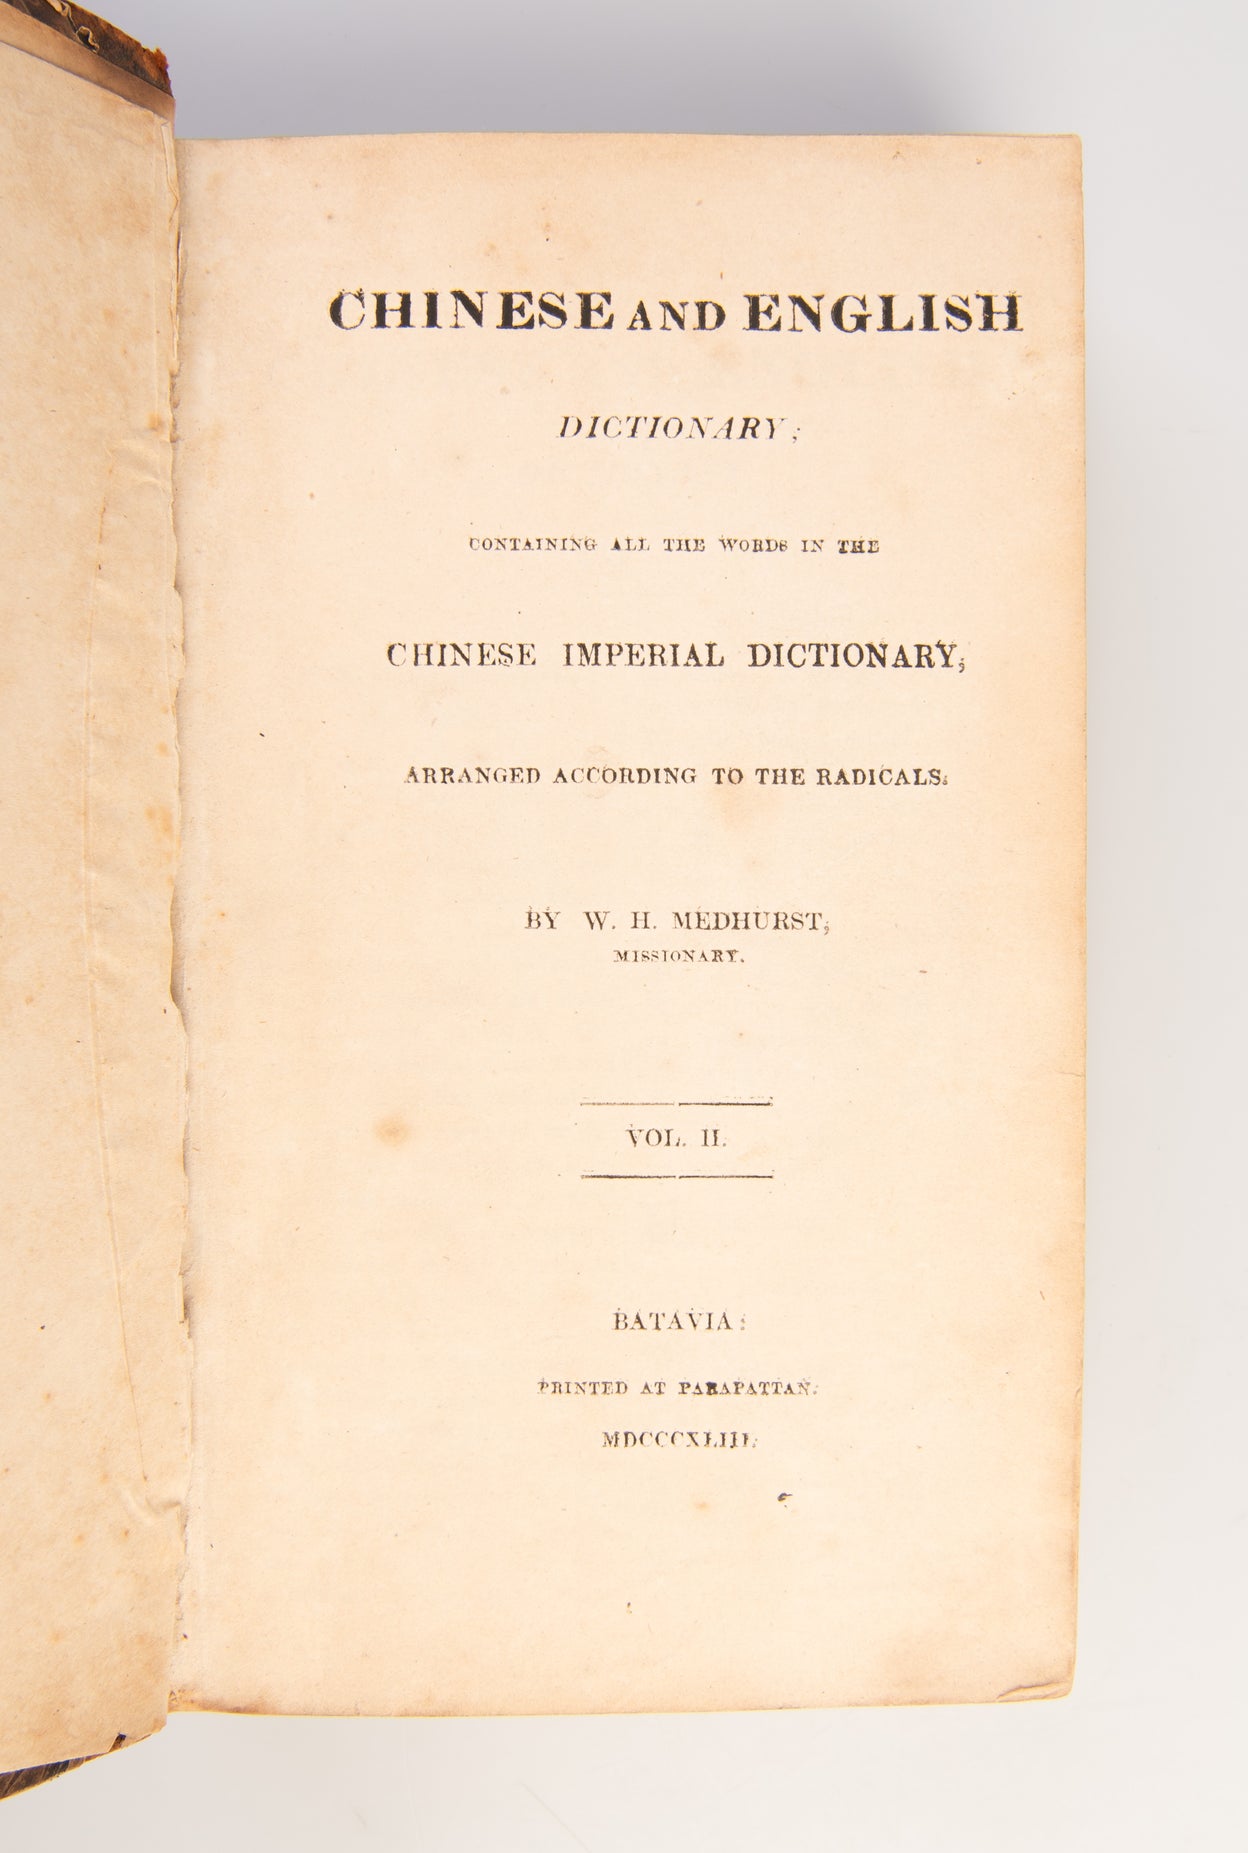 CHINESE AND ENGLISH
DICTIONARY;
CONTAINING ALL THE WORDS IN THE
CHINESE IMPERIAL DICTIONARY;
ARRANGED ACCORDING TO THE RADICALS.
BY W. H. MEDHURST,
MISSIONARY.
VOL. II.
BATAVIA:
PRINTED AT PARAPATTAN.
MDCCCXLIII.